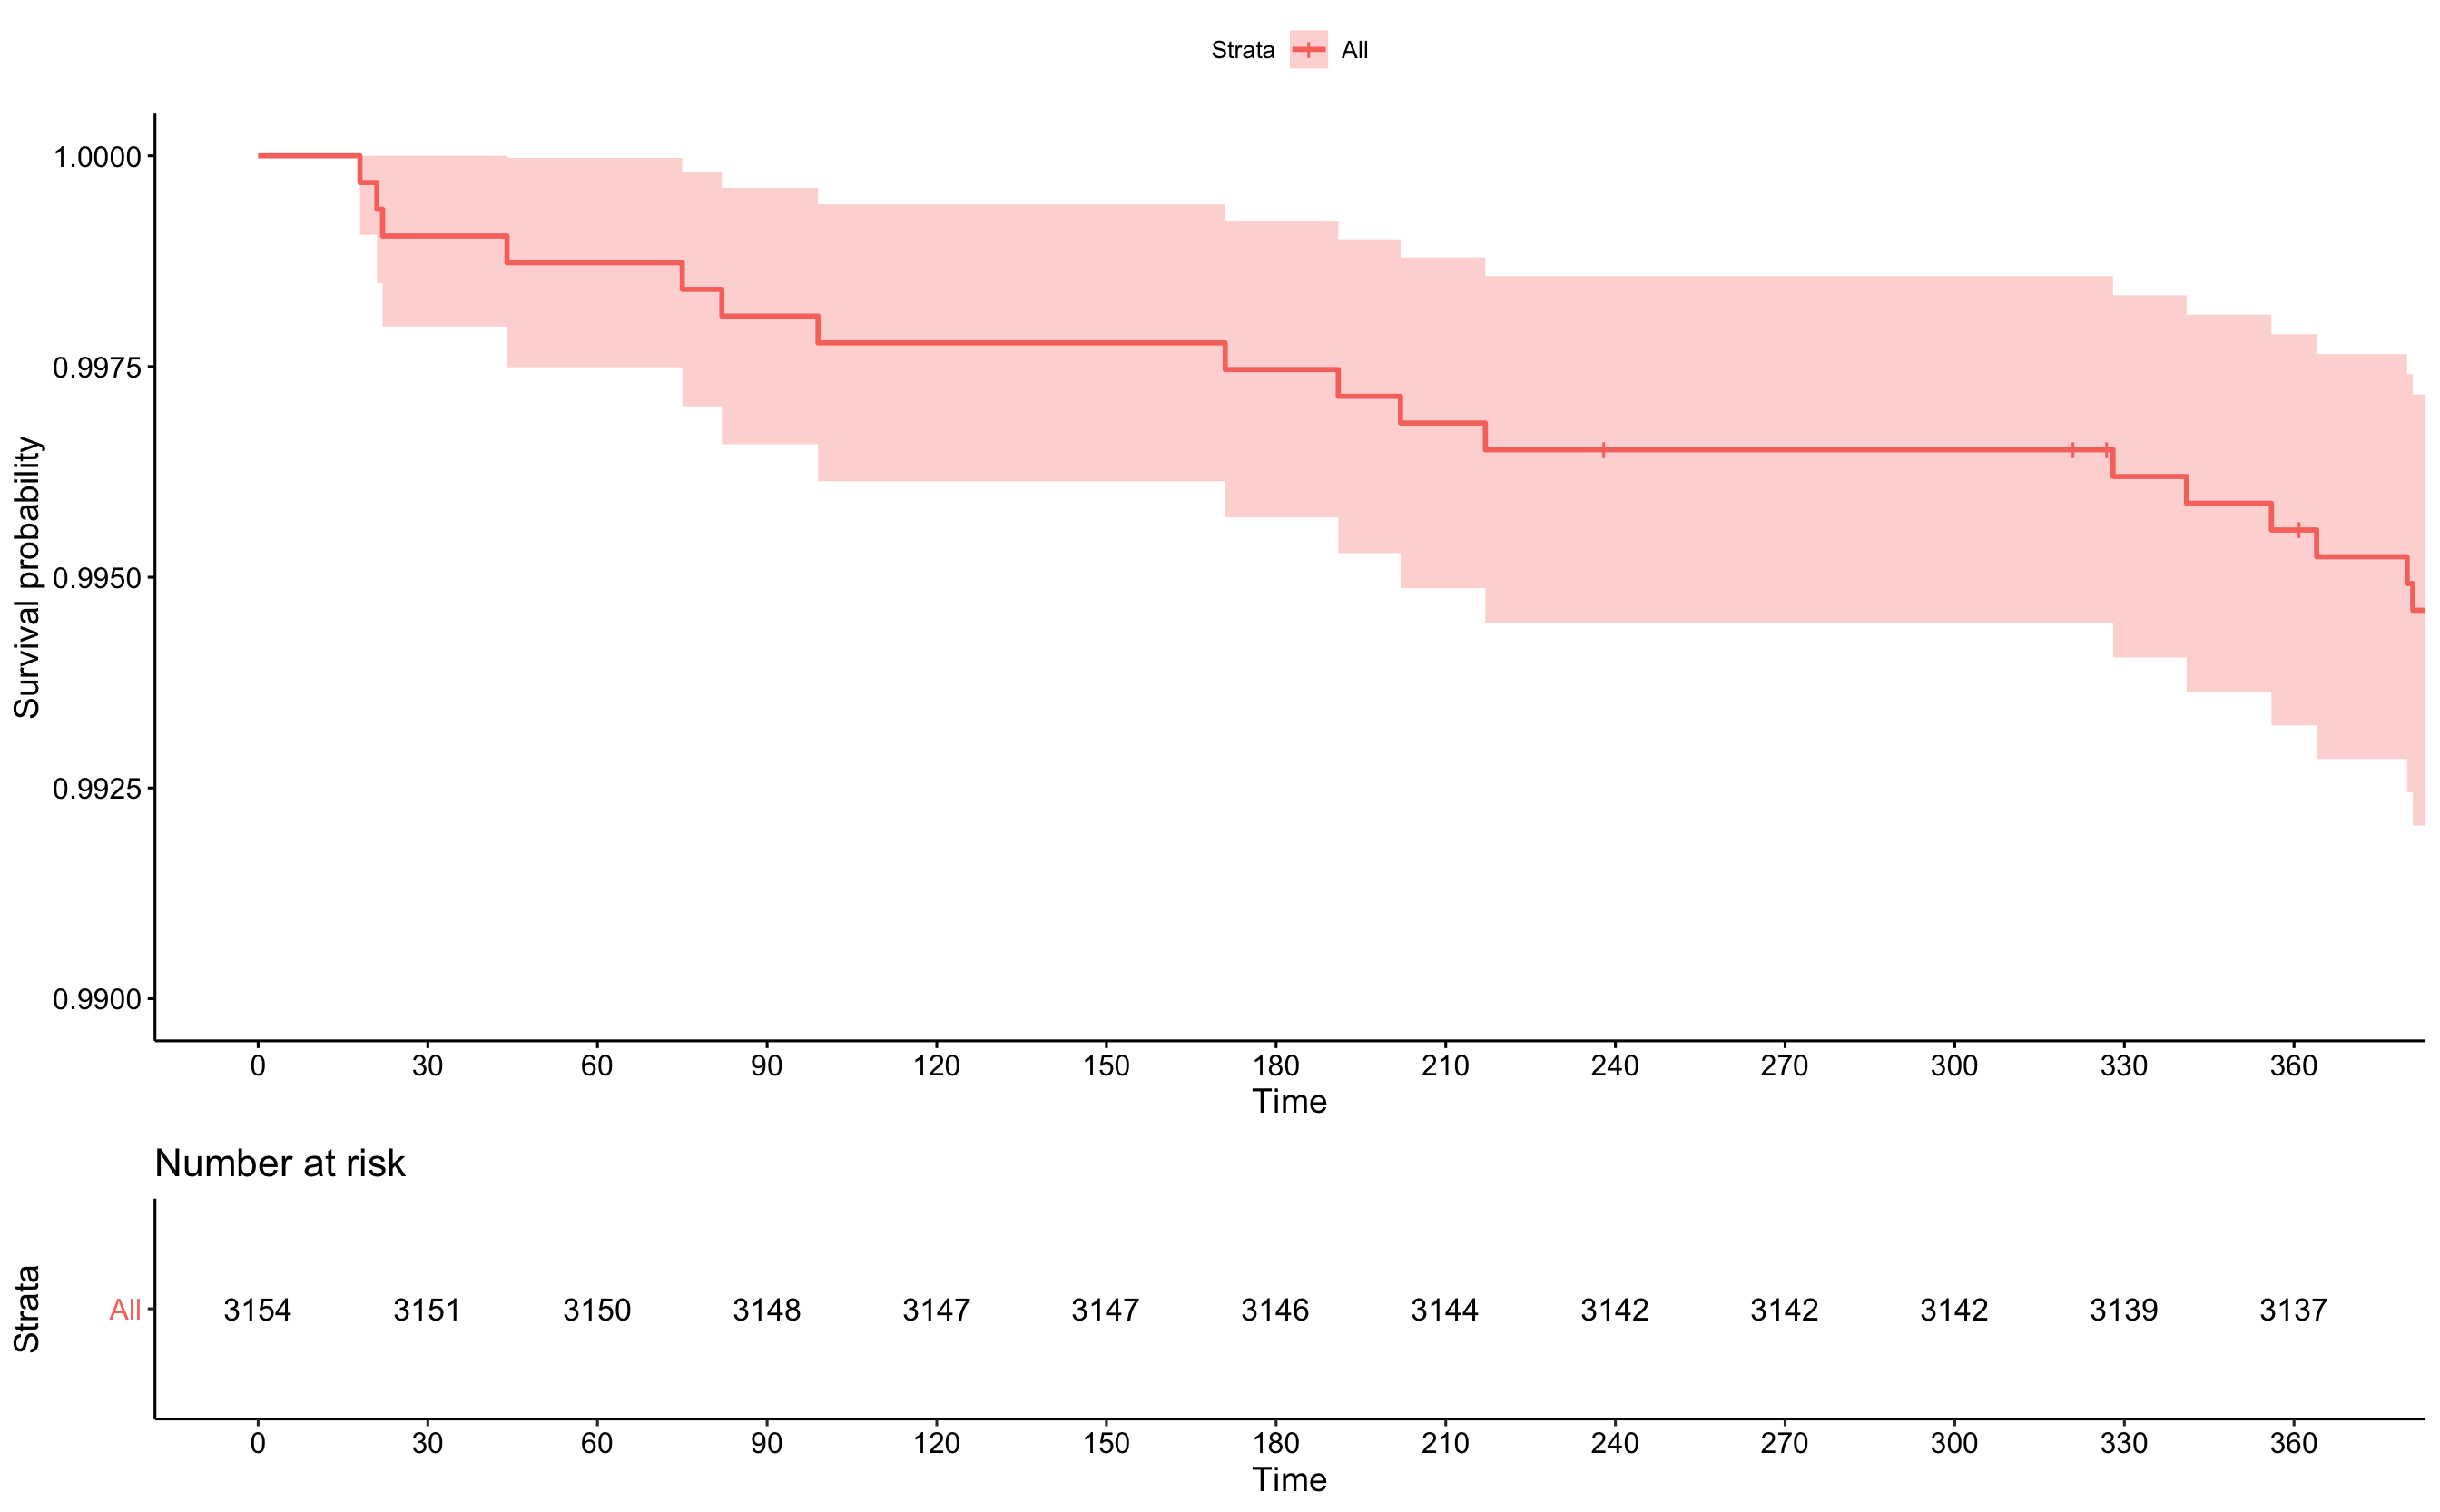 Strata All
1.0000
0.9975
0.9950
0.9925
0.9900
Survival probability
0 30 60 90 120 150 180 210 240 270 300 330 360
Time
Number at risk
Strata
All 3154 3151 3150 3148 3147 3147 3146 3144 3142 3142 3142 3139 3137
0 30 60 90 120 150 180 210 240 270 300 330 360
Time